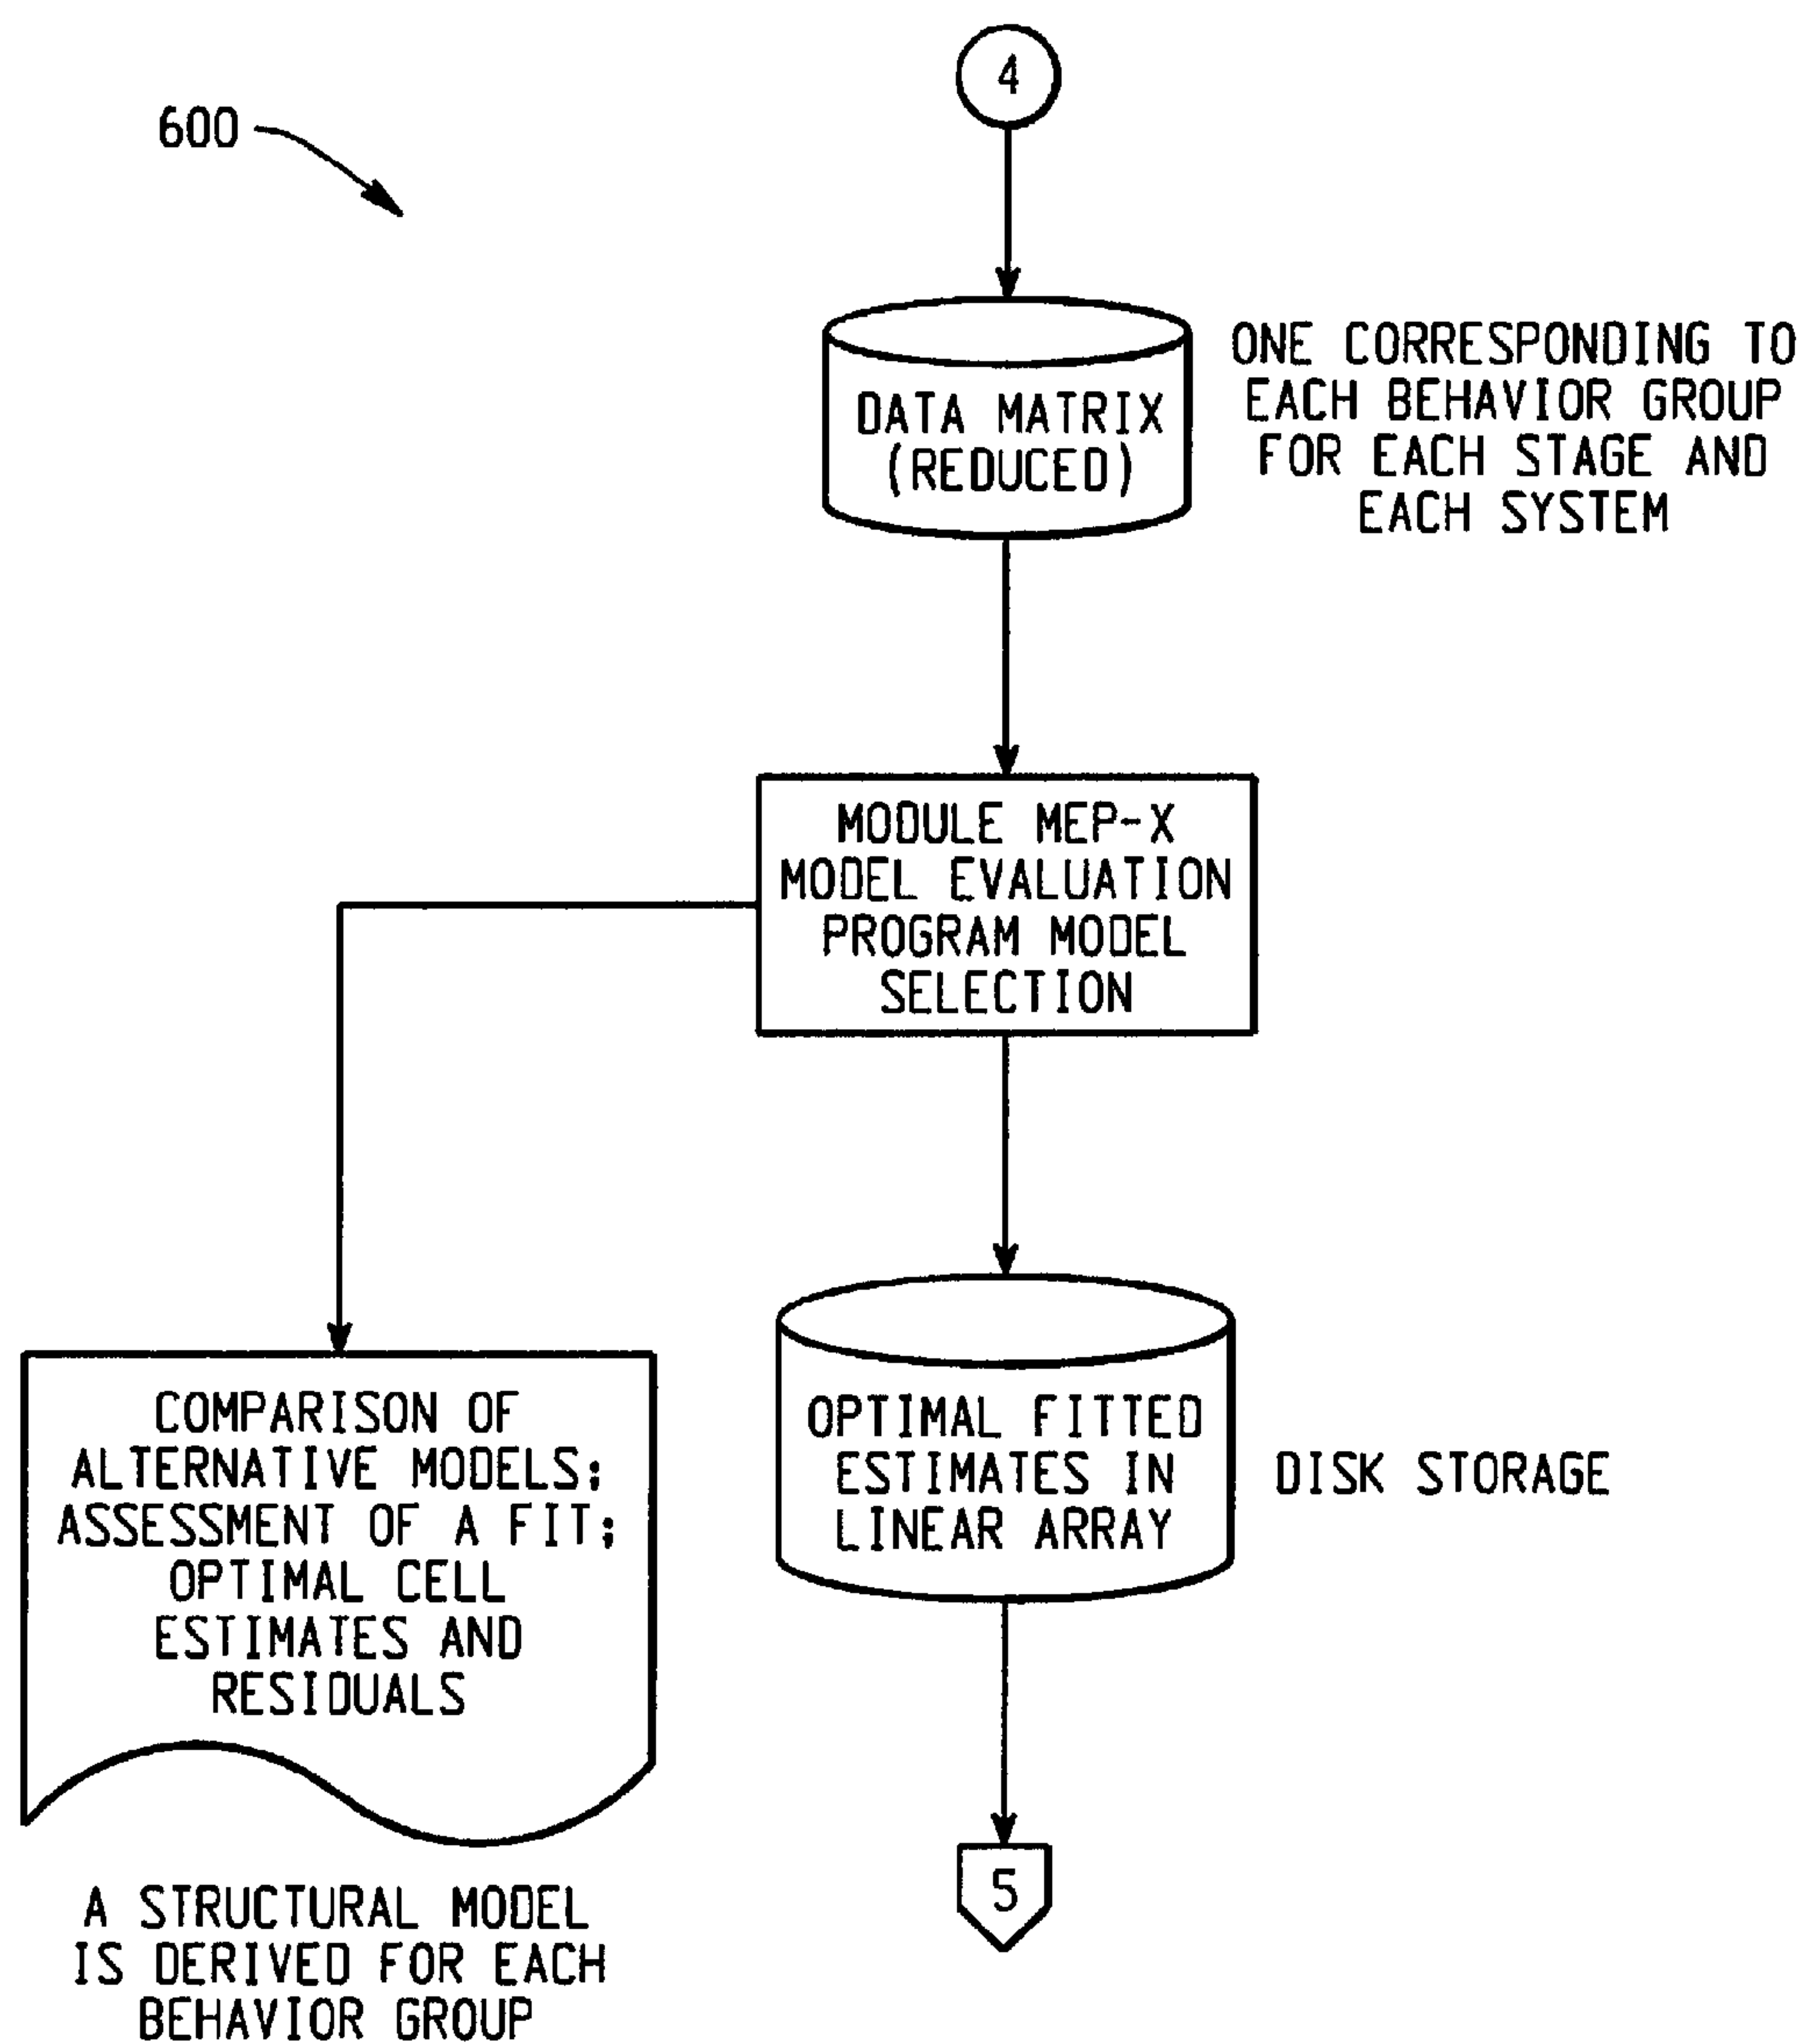 4
600
DATA MATRIX
(REDUCED)
ONE CORRESPONDING TO
EACH BEHAVIOR GROUP
FOR EACH STAGE AND
EACH SYSTEM
MODULE MEP-X
MODEL EVALUATION
PROGRAM MODEL
SELECTION
COMPARISON OF
ALTERNATIVE MODELS;
ASSESSMENT OF A FIT;
OPTIMAL CELL
ESTIMATES AND
RESIDUALS
OPTIMAL FITTED
ESTIMATES IN
LINEAR ARRAY
DISK STORAGE
5
A STRUCTURAL MODEL
IS DERIVED FOR EACH
BEHAVIOR GROUP